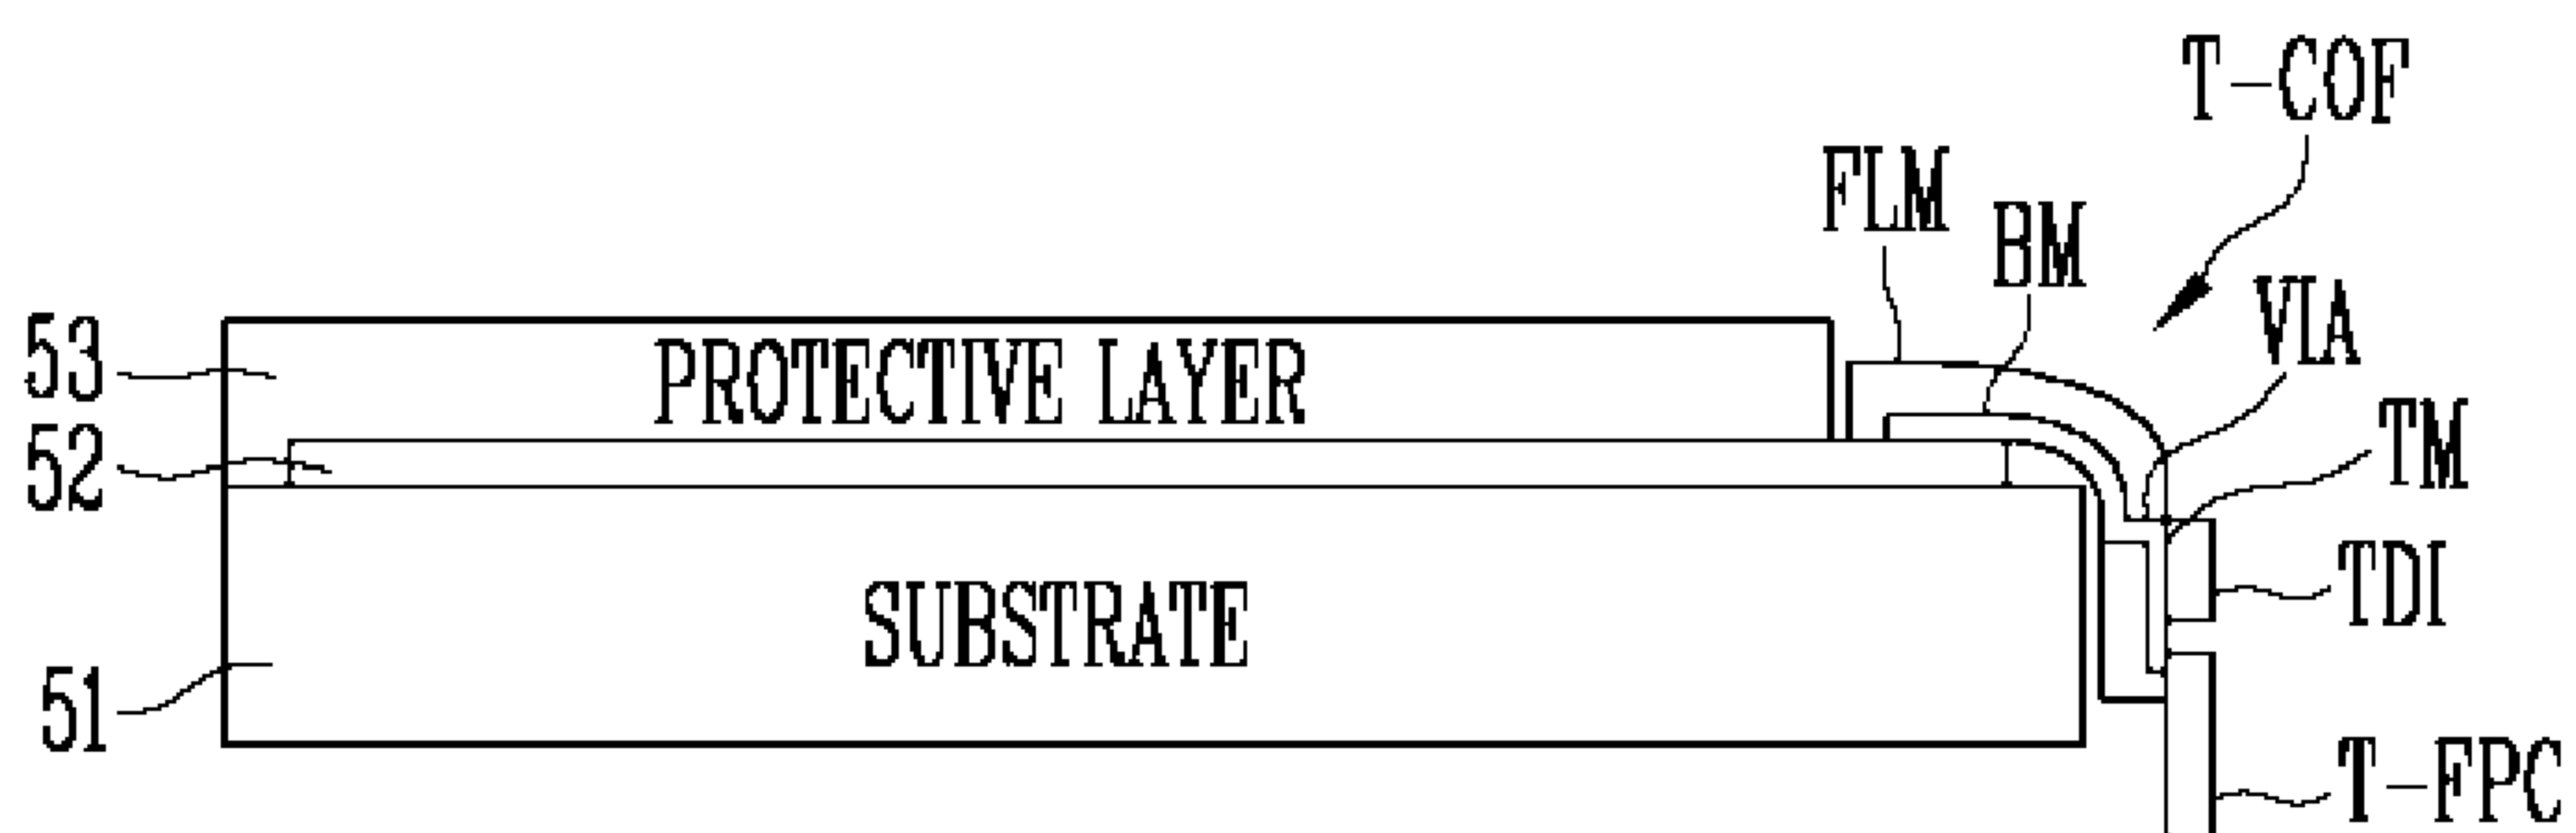 T-COF
FLM
BM
VIA
53
PROTECTIVE LAYER
TM
52
SUBSTRATE
TDI
51
T-FPC